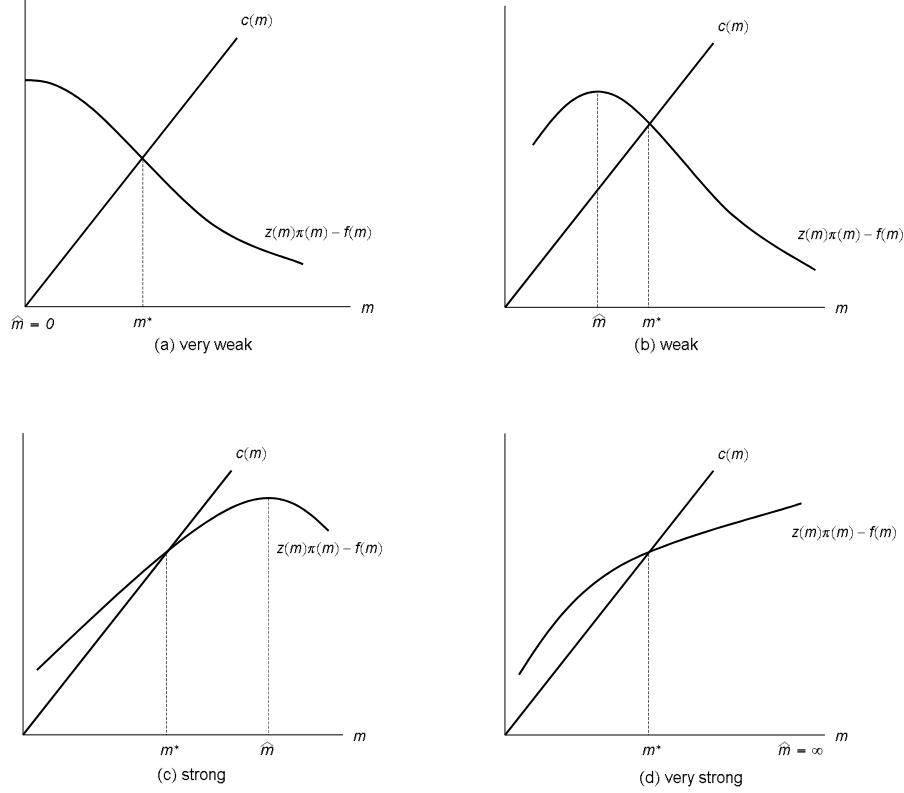 c(m)
z(m)π(m) – f(m)
m
m̂ = 0
m*
(a) very weak
c(m)
z(m)π(m) – f(m)
m
m̂
m*
(b) weak
c(m)
z(m)π(m) – f(m)
m
m*
m̂
(c) strong
c(m)
z(m)π(m) – f(m)
m
m*
m̂ = ∞
(d) very strong